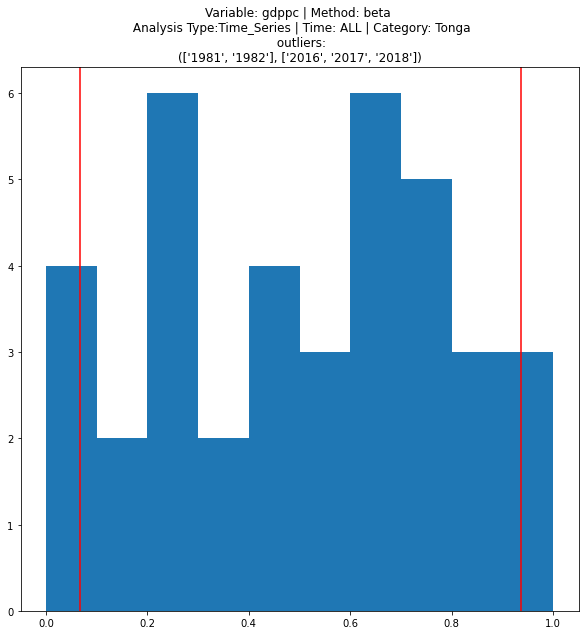 Variable: gdppc | Method: beta
Analysis Type:Time_Series | Time: ALL | Category: Tonga
outliers:
(['1981', '1982'], ['2016', '2017', '2018'])
6
5
4
3
2
1
0
0.0 0.2 0.4 0.6 0.8 1.0